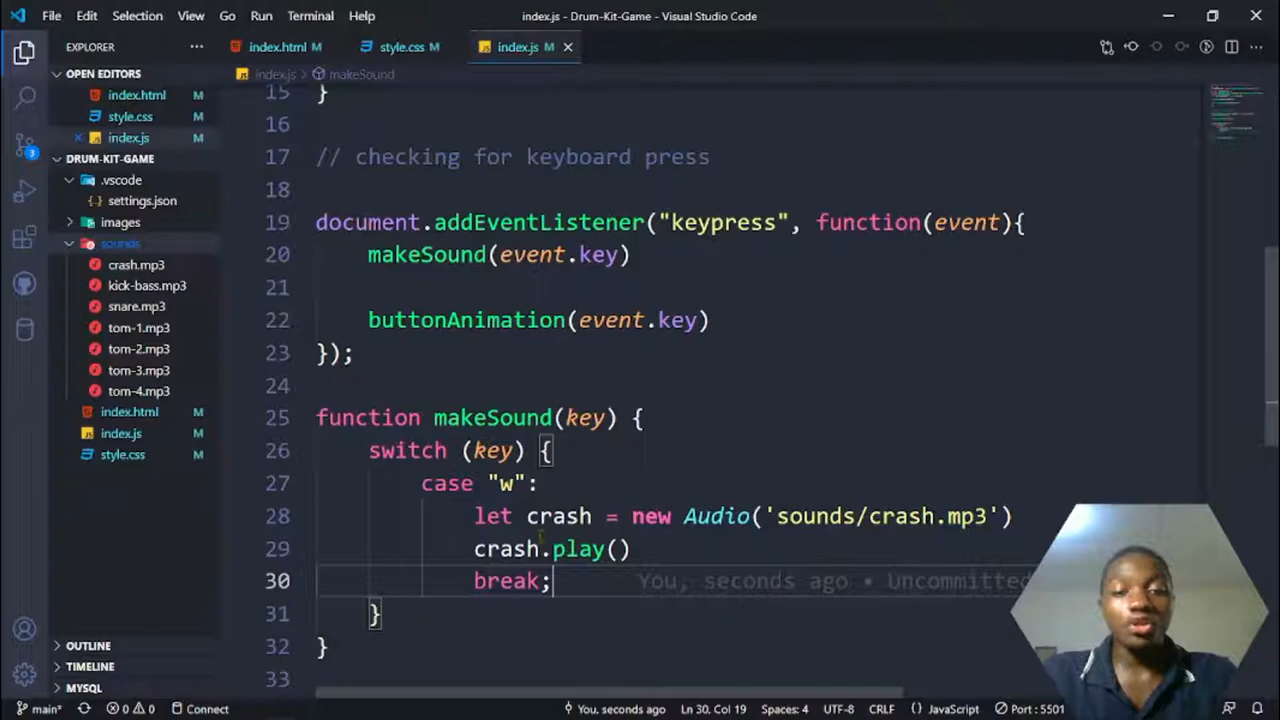 File Edit Selection View Go Run Terminal Help
index.js - Drum-Kit-Game - Visual Studio Code
EXPLORER
OPEN EDITORS
index.html M
style.css M
index.js M
DRUM-KIT-GAME
.vscode
settings.json
images
sounds
crash.mp3
kick-bass.mp3
snare.mp3
tom-1.mp3
tom-2.mp3
tom-3.mp3
tom-4.mp3
index.html M
index.js M
style.css M
OUTLINE
TIMELINE
MYSQL
3
index.html M style.css M index.js M
index.js > makeSound
15 }
16
17 // checking for keyboard press
18
19 document.addEventListener("keypress", function(event){
20 makeSound(event.key)
21
22 buttonAnimation(event.key)
23 });
24
25 function makeSound(key) {
26 switch (key) {
27 case "w":
28 let crash = new Audio('sounds/crash.mp3')
29 crash.play()
30 break; You, seconds ago • Uncommitted
31 }
32 }
33
main* 0 0 Connect You, seconds ago Ln 30, Col 19 Spaces: 4 UTF-8 CRLF {} JavaScript Port : 5501